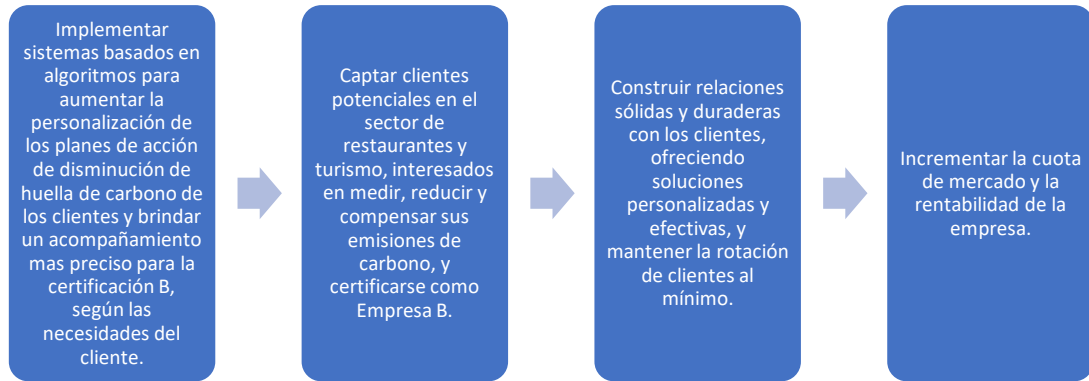 Implementar
sistemas basados en
algoritmos para
aumentar la
personalización de
los planes de acción
de disminución de
huella de carbono de
los clientes y brindar
un acompañamiento
mas preciso para la
certificación B,
según las
necesidades del
cliente.
Captar clientes
potenciales en el
sector de
restaurantes y
turismo, interesados
en medir, reducir y
compensar sus
emisiones de
carbono, y
certificarse como
Empresa B.
Construir relaciones
sólidas y duraderas
con los clientes,
ofreciendo
soluciones
personalizadas y
efectivas, y
mantener la rotación
de clientes al
mínimo.
Incrementar la cuota
de mercado y la
rentabilidad de la
empresa.